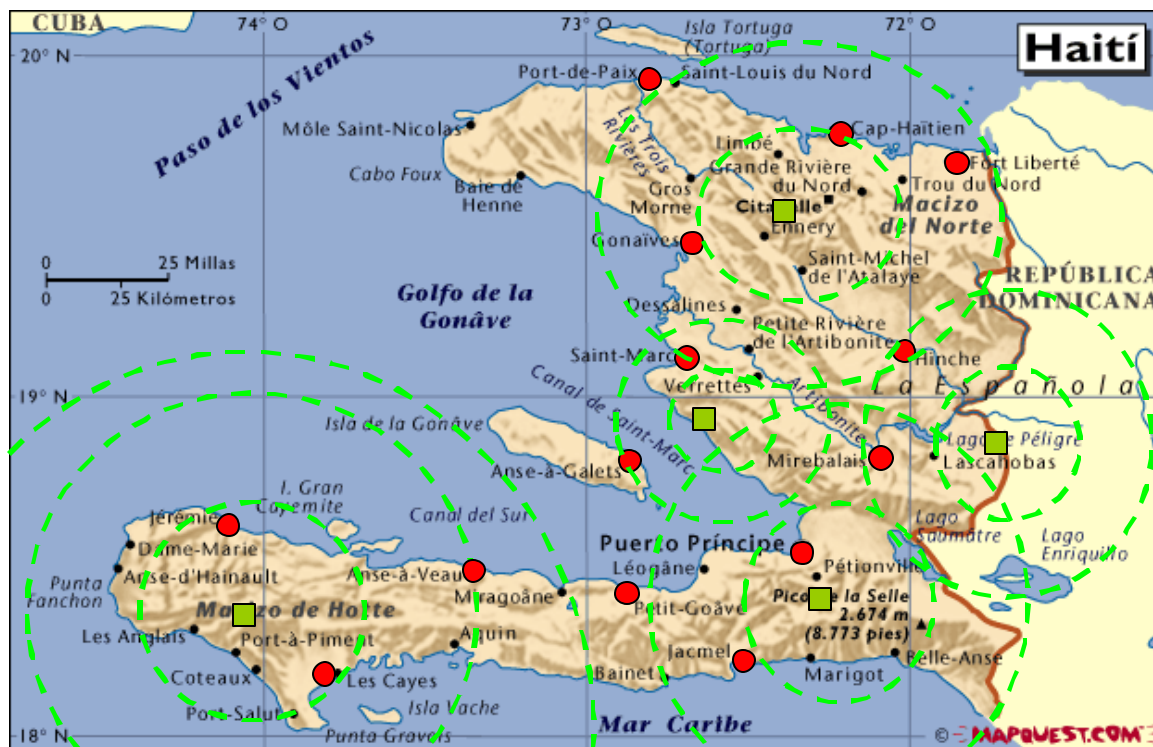 CUBA
74°
73° O
72° O
20° N
Haití
Isla Tortuga
(Tortuga)
Paso de los Vientos
Port-de-Paix
Saint-Louis du Nord
Les Trois
Rivières
Môle Saint-Nicolas
Limbé
Cap-Haïtien
Cabo Foux
Baie de
Henne
Gros
Morne
Grande Rivière
du Nord
Fort Liberté
Trou du Nord
Macizo
del Norte
Ennery
Gonaïves
Saint-Michel
de l'Atalaye
0 25 Millas
0 25 Kilómetros
REPÚBLICA
DOMINICANA
Golfo de la
Gonâve
Dessalines
Petite Rivière
de l'Artibonite
Saint-Marc
Hinche
Verrettes
La Española
19° N
Canal de Saint-Marc
Artibonite
Isla de la Gonâve
Anse-à-Galets
Mirebalais
Péligre
Lascahobas
I. Gran
Cayemite
Canal del Sur
Lago
Saumâtre
Lago
Enriquillo
Jérémie
Dame-Marie
Puerto Príncipe
Anse-d'Hainault
Anse-à-Veau
Léogâne
Pétionville
Punta
Fanchon
Miragoâne
Petit-Goâve
Pico de la Selle
2.674 m
(8.773 pies)
de Hotte
Les Anglais
Port-à-Piment
Aquin
Jacmel
Belle-Anse
Coteaux
Les Cayes
Bainet
Marigot
Port-Salut
Isla Vache
Punta Gravois
Mar Caribe
18° N
© MAPQUEST.COM